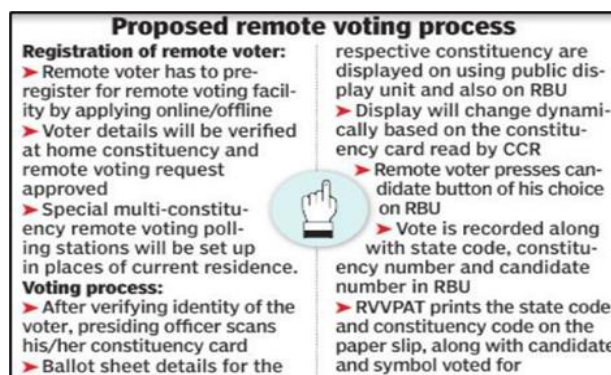 Proposed remote voting process
Registration of remote voter:
➤ Remote voter has to pre-
register for remote voting facil-
ity by applying online/offline
➤ Voter details will be verified
at home constituency and
remote voting request
approved
➤ Special multi-constitu-
ency remote voting poll-
ing stations will be set up
in places of current residence.
Voting process:
➤ After verifying identity of the
voter, presiding officer scans
his/her constituency card
➤ Ballot sheet details for the
respective constituency are
displayed on using public dis-
play unit and also on RBU
➤ Display will change dynami-
cally based on the constitu-
ency card read by CCR
➤ Remote voter presses can-
didate button of his choice
on RBU
➤ Vote is recorded along
with state code, constitu-
ency number and candidate
number in RBU
➤ RVVPAT prints the state code
and constituency code on the
paper slip, along with candidate
and symbol voted for